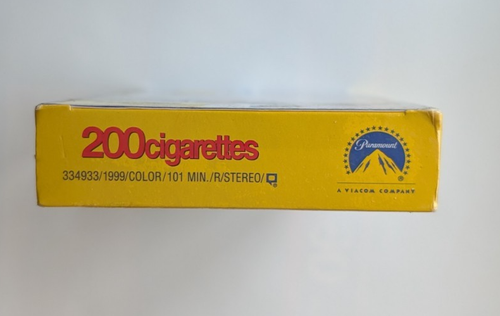 200cigarettes
334933/1999/COLOR/101 MIN./R/STEREO/
Paramount
A VIACOM COMPANY